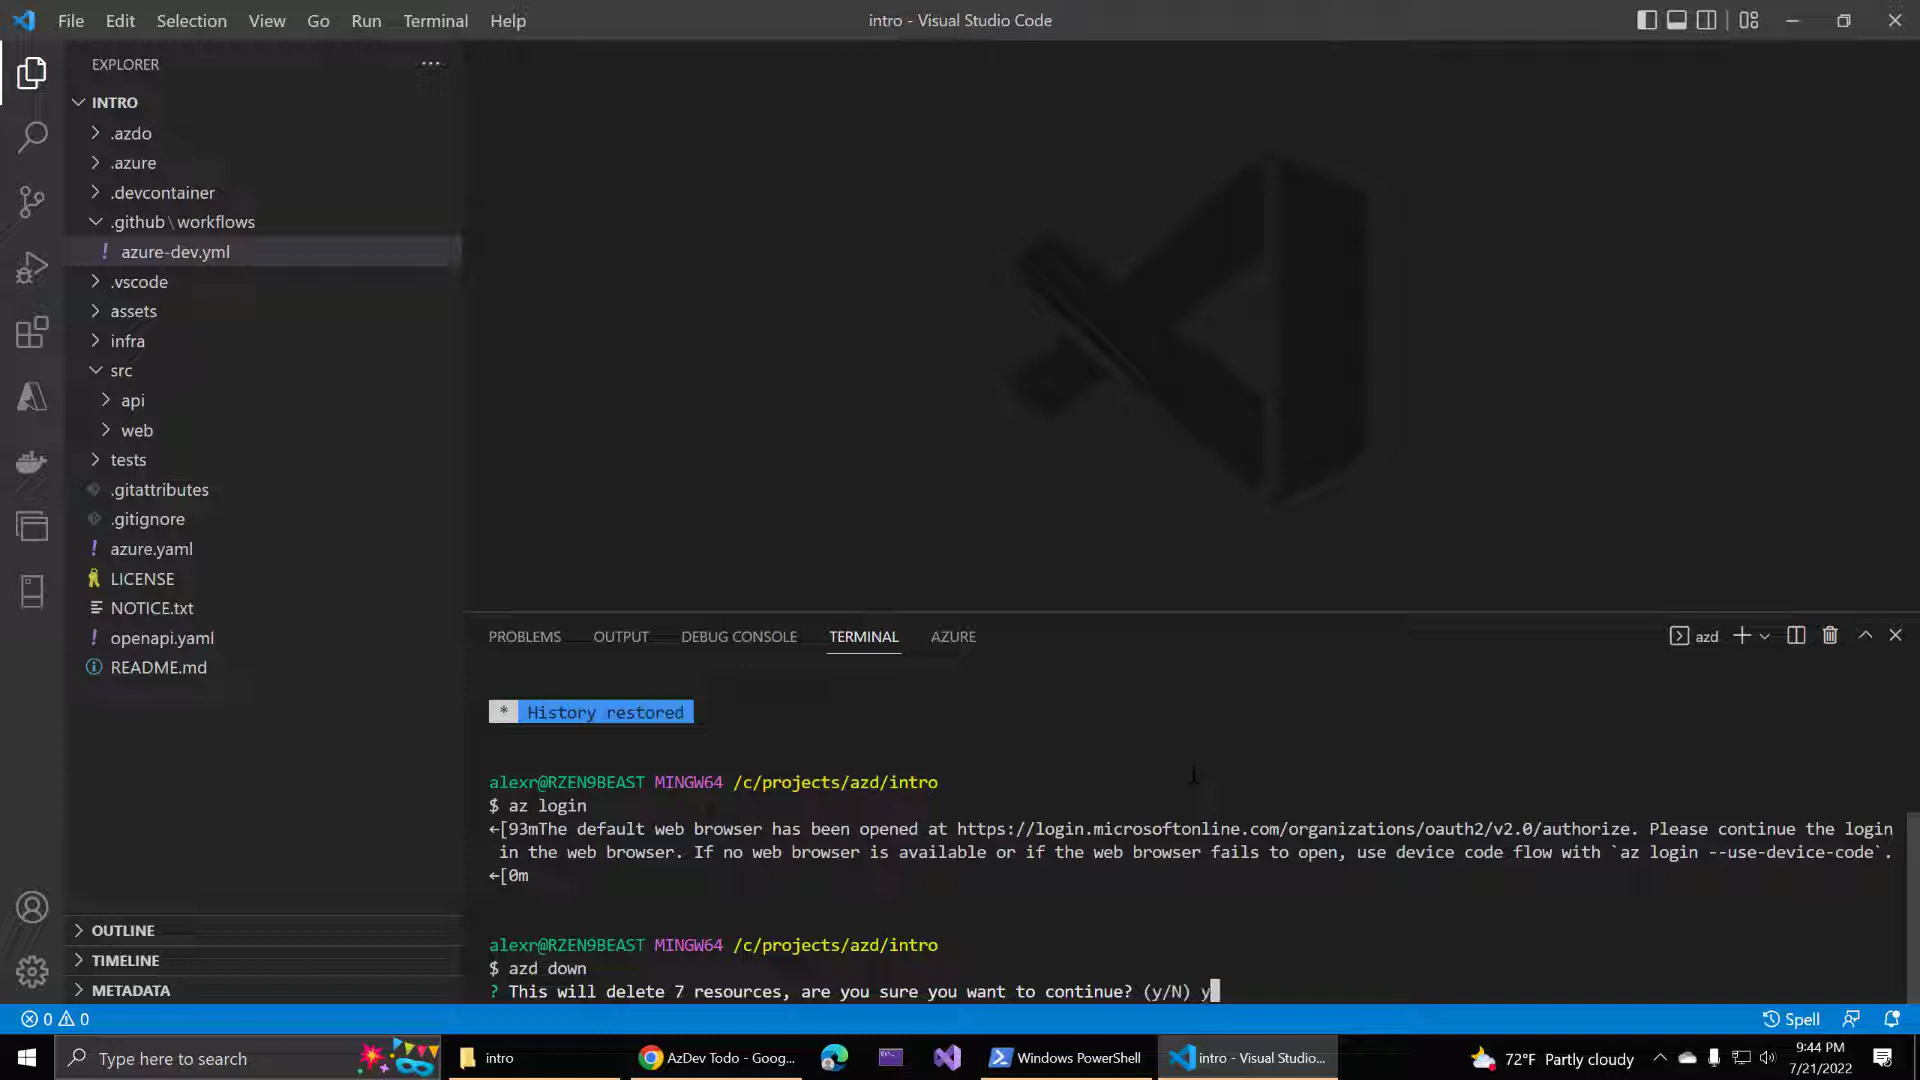 File Edit Selection View Go Run Terminal Help
intro - Visual Studio Code
EXPLORER
INTRO
.azdo
.azure
.devcontainer
.github\workflows
! azure-dev.yml
.vscode
assets
infra
src
api
web
tests
.gitattributes
.gitignore
! azure.yaml
LICENSE
NOTICE.txt
! openapi.yaml
README.md
OUTLINE
TIMELINE
METADATA
PROBLEMS OUTPUT DEBUG CONSOLE TERMINAL AZURE
azd
* History restored
alexr@RZEN9BEAST MINGW64 /c/projects/azd/intro
$ az login
←[93mThe default web browser has been opened at https://login.microsoftonline.com/organizations/oauth2/v2.0/authorize. Please continue the login
in the web browser. If no web browser is available or if the web browser fails to open, use device code flow with `az login --use-device-code`.
←[0m
alexr@RZEN9BEAST MINGW64 /c/projects/azd/intro
$ azd down
? This will delete 7 resources, are you sure you want to continue? (y/N) y
0 0
Spell
Type here to search
intro
AzDev Todo - Goog...
Windows PowerShell
intro - Visual Studio...
72°F Partly cloudy
9:44 PM
7/21/2022